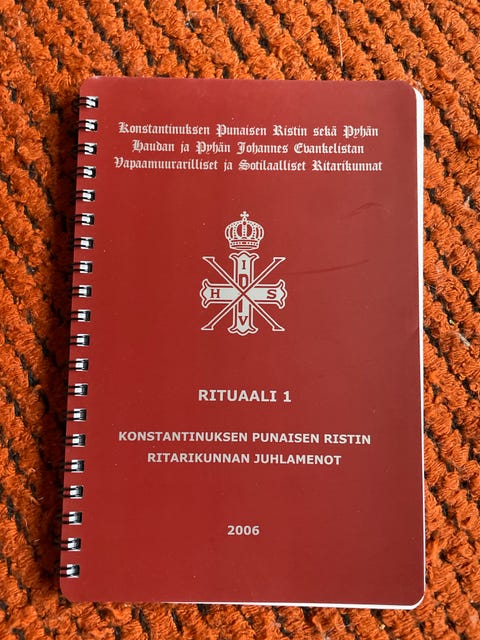 Konstantinuksen Punaisen Ristin sekä Pyhän
Haudan ja Pyhän Johannes Evankelistan
Vapaamuurarilliset ja Sotilaalliset Ritarikunnat
I
D
H S
V
RITUAALI 1
KONSTANTINUKSEN PUNAISEN RISTIN
RITARIKUNNAN JUHLAMENOT
2006